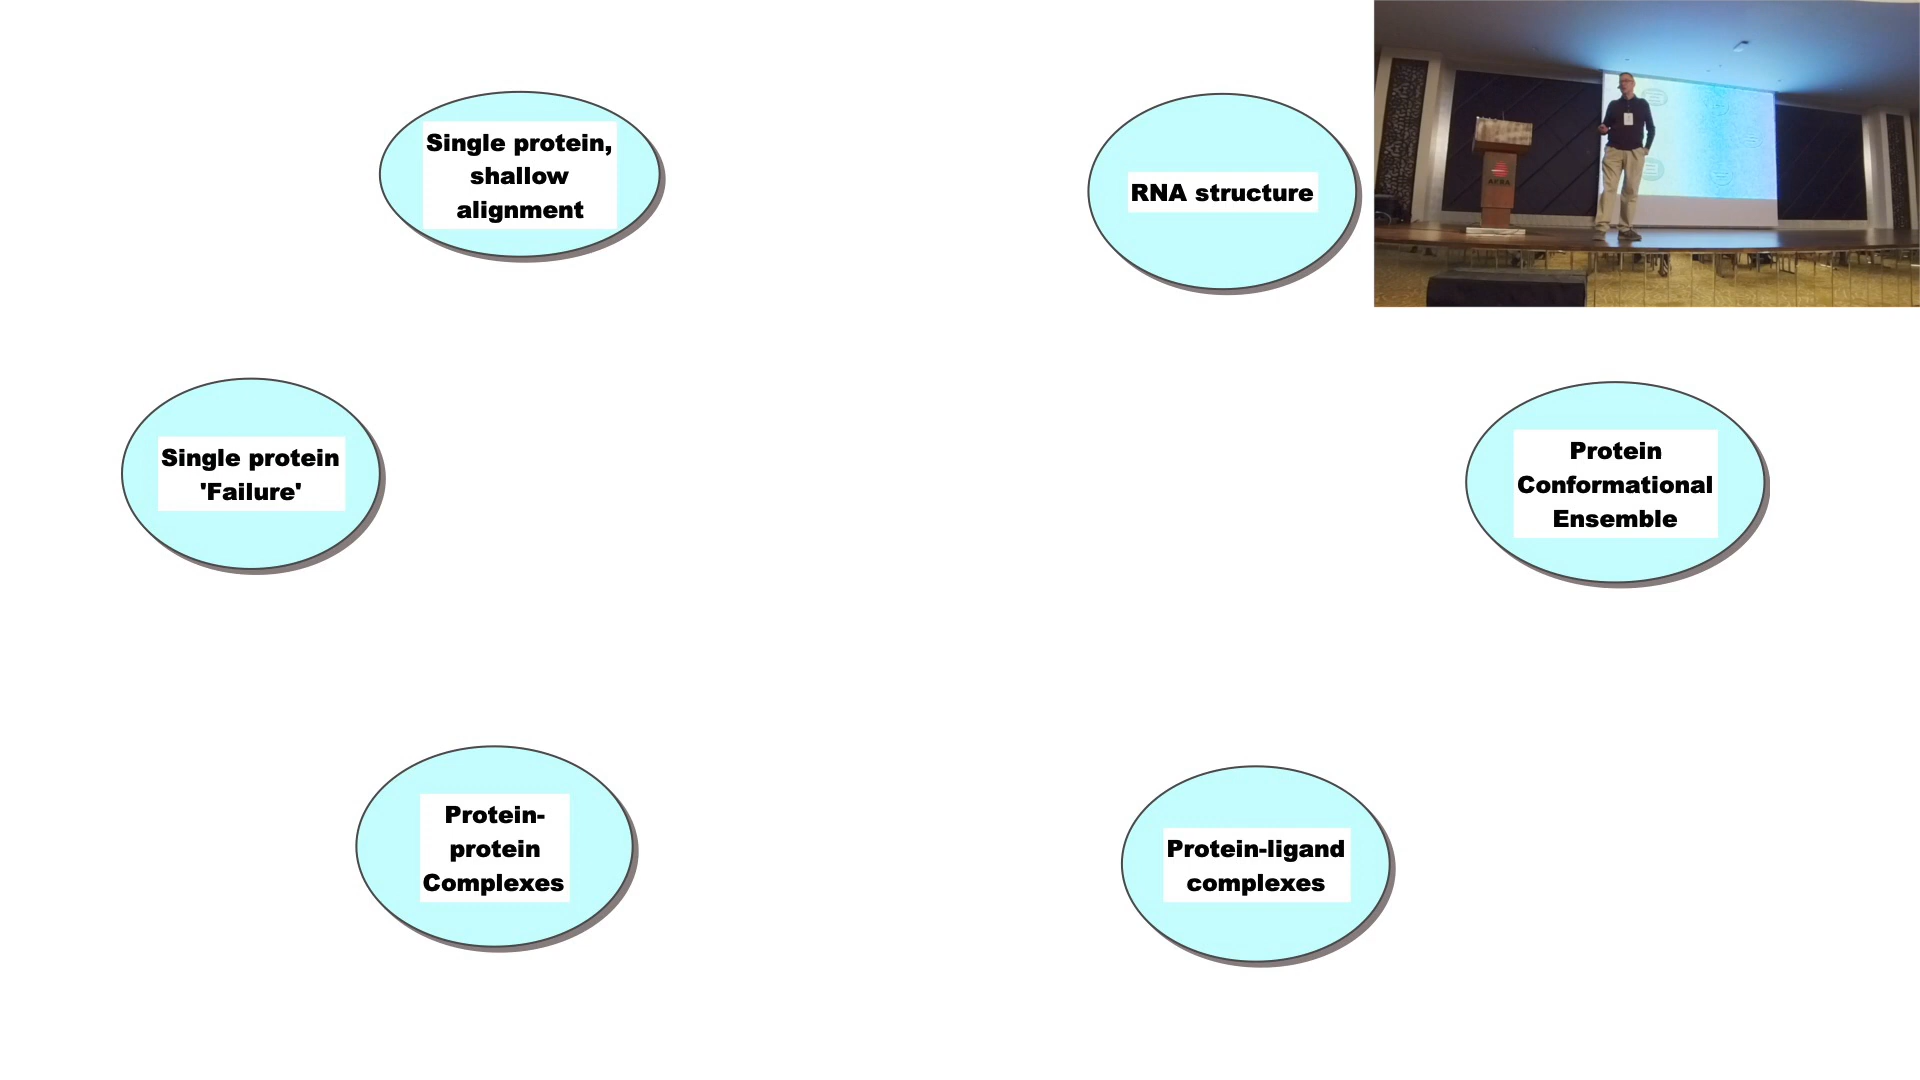 Single protein,
shallow
alignment
RNA structure
Single protein
'Failure'
Protein
Conformational
Ensemble
Protein-
protein
Complexes
Protein-ligand
complexes